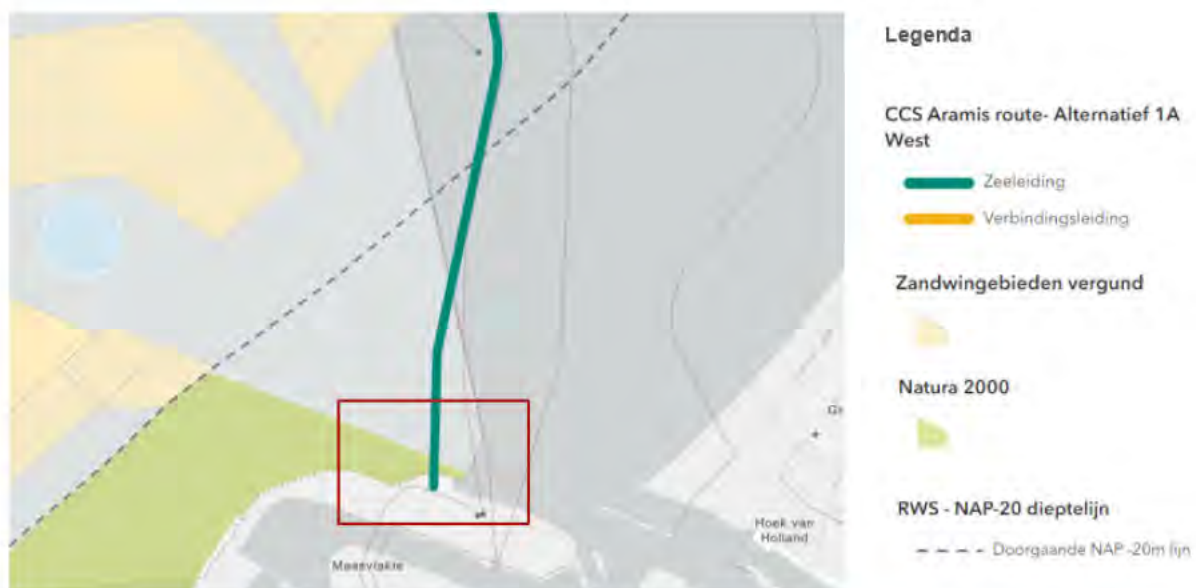 Legenda
CCS Aramis route- Alternatief 1A
West
Zeeleiding
Verbindingsleiding
Zandwingebieden vergund
Natura 2000
RWS - NAP-20 dieptelijn
Doorgaande NAP -20m lijn
Hoek van
Holland
Maasvlakte